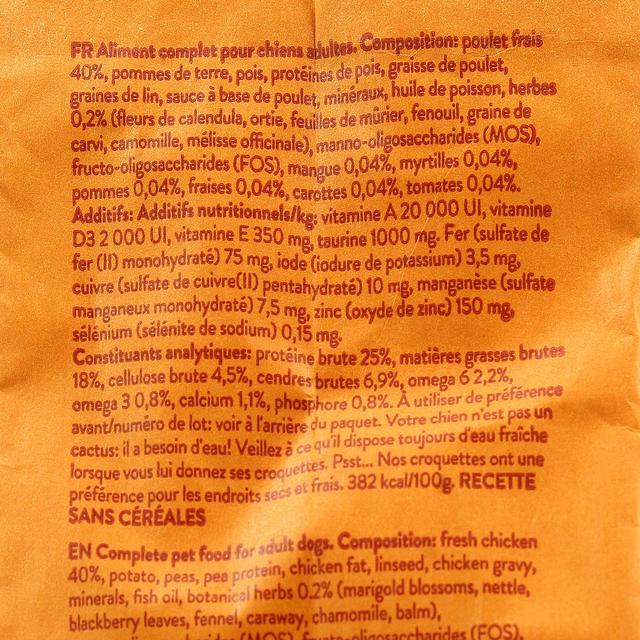 FR Aliment complet pour chiens adultes. Composition: poulet frais
40%, pommes de terre, pois, protéines de pois, graisse de poulet,
graines de lin, sauce à base de poulet, minéraux, huile de poisson, herbes
0,2% (fleurs de calendula, ortie, feuilles de mûrier, fenouil, graine de
carvi, camomille, mélisse officinale), manno-oligosaccharides (MOS),
fructo-oligosaccharides (FOS), mangue 0,04%, myrtilles 0,04%,
pommes 0,04%, fraises 0,04%, carottes 0,04%, tomates 0,04%.
Additifs: Additifs nutritionnels/kg: vitamine A 20 000 UI, vitamine
D3 2 000 UI, vitamine E 350 mg, taurine 1000 mg. Fer (sulfate de
fer (II) monohydraté) 75 mg, iode (iodure de potassium) 3,5 mg,
cuivre (sulfate de cuivre(II) pentahydraté) 10 mg, manganèse (sulfate
manganeux monohydraté) 7,5 mg, zinc (oxyde de zinc) 150 mg,
sélénium (sélénite de sodium) 0,15 mg.
Constituants analytiques: protéine brute 25%, matières grasses brutes
18%, cellulose brute 4,5%, cendres brutes 6,9%, omega 6 2,2%,
omega 3 0,8%, calcium 1,1%, phosphore 0,8%. À utiliser de préférence
avant/numéro de lot: voir à l'arrière du paquet. Votre chien n'est pas un
cactus: il a besoin d'eau! Veillez à ce qu'il dispose toujours d'eau fraîche
lorsque vous lui donnez ses croquettes. Psst... Nos croquettes ont une
préférence pour les endroits secs et frais. 382 kcal/100g. RECETTE
SANS CÉRÉALES
EN Complete pet food for adult dogs. Composition: fresh chicken
40%, potato, peas, pea protein, chicken fat, linseed, chicken gravy,
minerals, fish oil, botanical herbs 0.2% (marigold blossoms, nettle,
blackberry leaves, fennel, caraway, chamomile, balm),
(MOS), fructo-oligosaccharides (FOS),